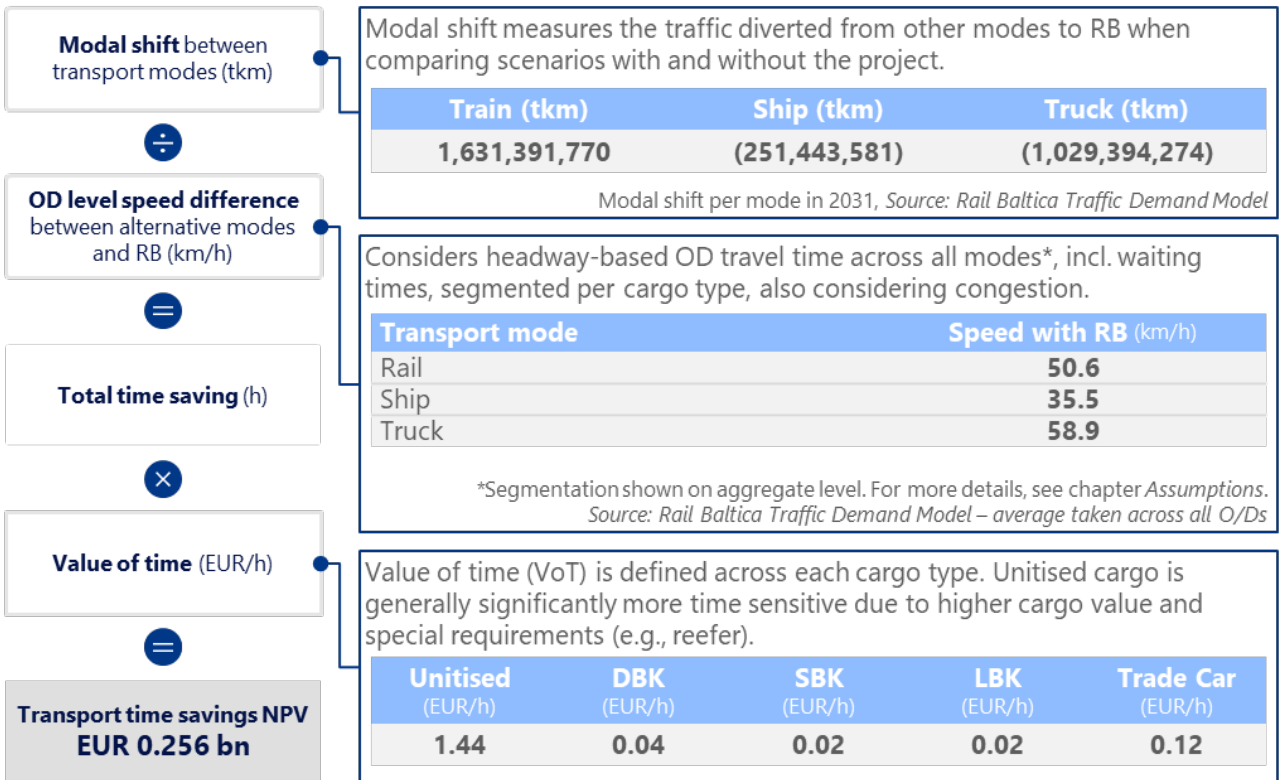 Modal shift between
transport modes (tkm)
÷
OD level speed difference
between alternative modes
and RB (km/h)
=
Total time saving (h)
×
Value of time (EUR/h)
=
Transport time savings NPV
EUR 0.256 bn
Modal shift measures the traffic diverted from other modes to RB when
comparing scenarios with and without the project.
Train (tkm) Ship (tkm) Truck (tkm)
1,631,391,770 (251,443,581) (1,029,394,274)
Modal shift per mode in 2031, Source: Rail Baltica Traffic Demand Model
Considers headway-based OD travel time across all modes*, incl. waiting
times, segmented per cargo type, also considering congestion.
Transport mode Speed with RB (km/h)
Rail 50.6
Ship 35.5
Truck 58.9
*Segmentation shown on aggregate level. For more details, see chapter Assumptions.
Source: Rail Baltica Traffic Demand Model – average taken across all O/Ds
Value of time (VoT) is defined across each cargo type. Unitised cargo is
generally significantly more time sensitive due to higher cargo value and
special requirements (e.g., reefer).
Unitised DBK SBK LBK Trade Car
(EUR/h) (EUR/h) (EUR/h) (EUR/h) (EUR/h)
1.44 0.04 0.02 0.02 0.12